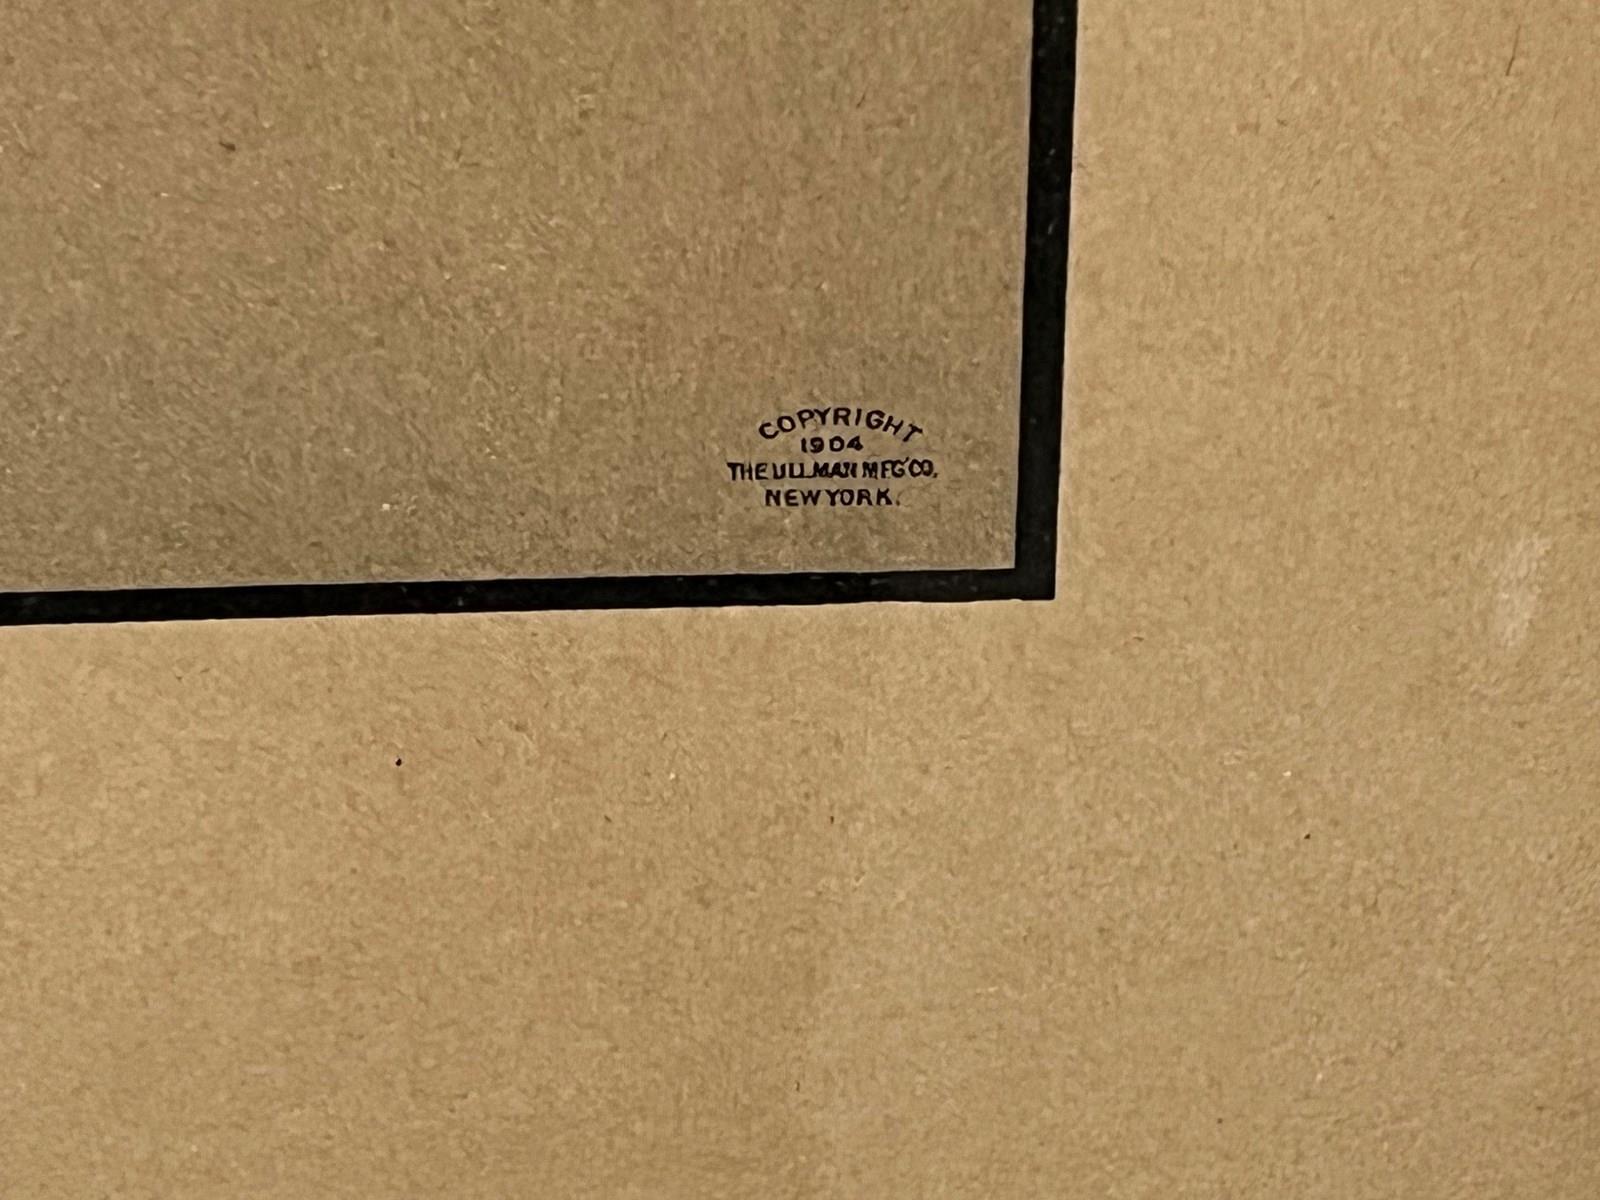 COPYRIGHT
1904
THE ULLMAN MFG CO.
NEW YORK.